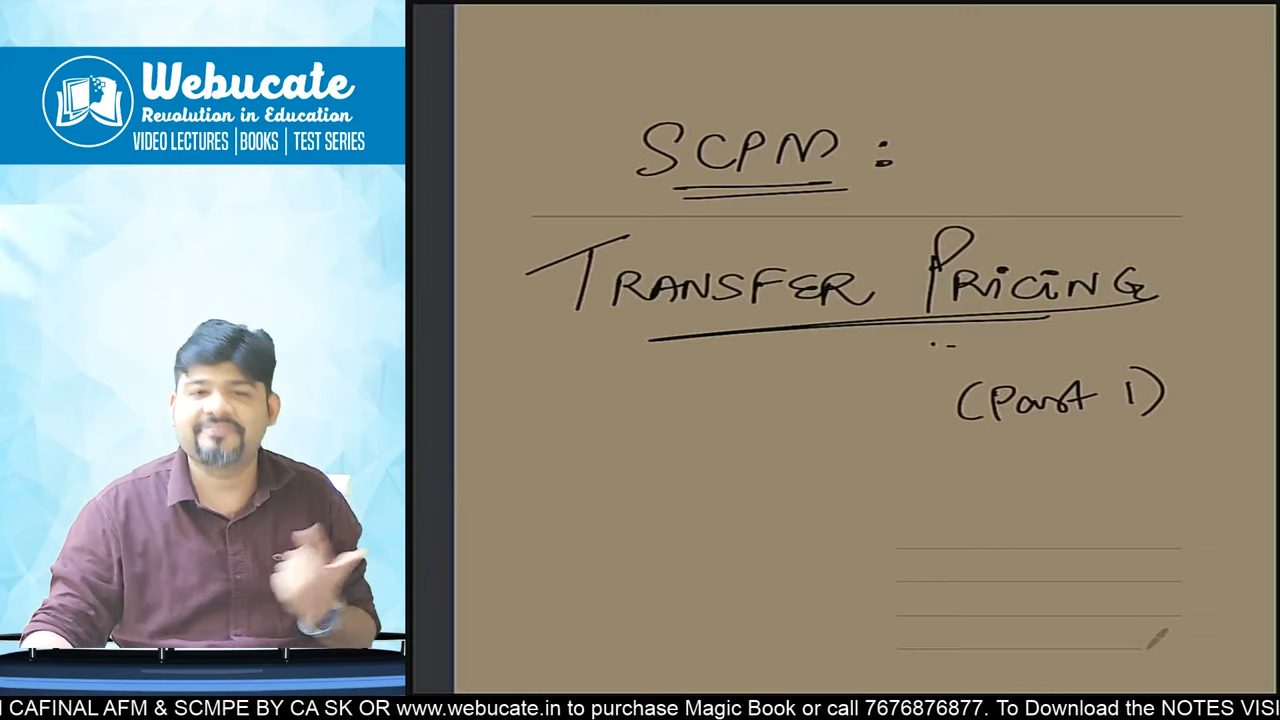 Webucate
Revolution in Education
VIDEO LECTURES | BOOKS | TEST SERIES
SCPM :
TRANSFER PRICING
(Part 1)
I CAFINAL AFM & SCMPE BY CA SK OR www.webucate.in to purchase Magic Book or call 7676876877. To Download the NOTES VISI